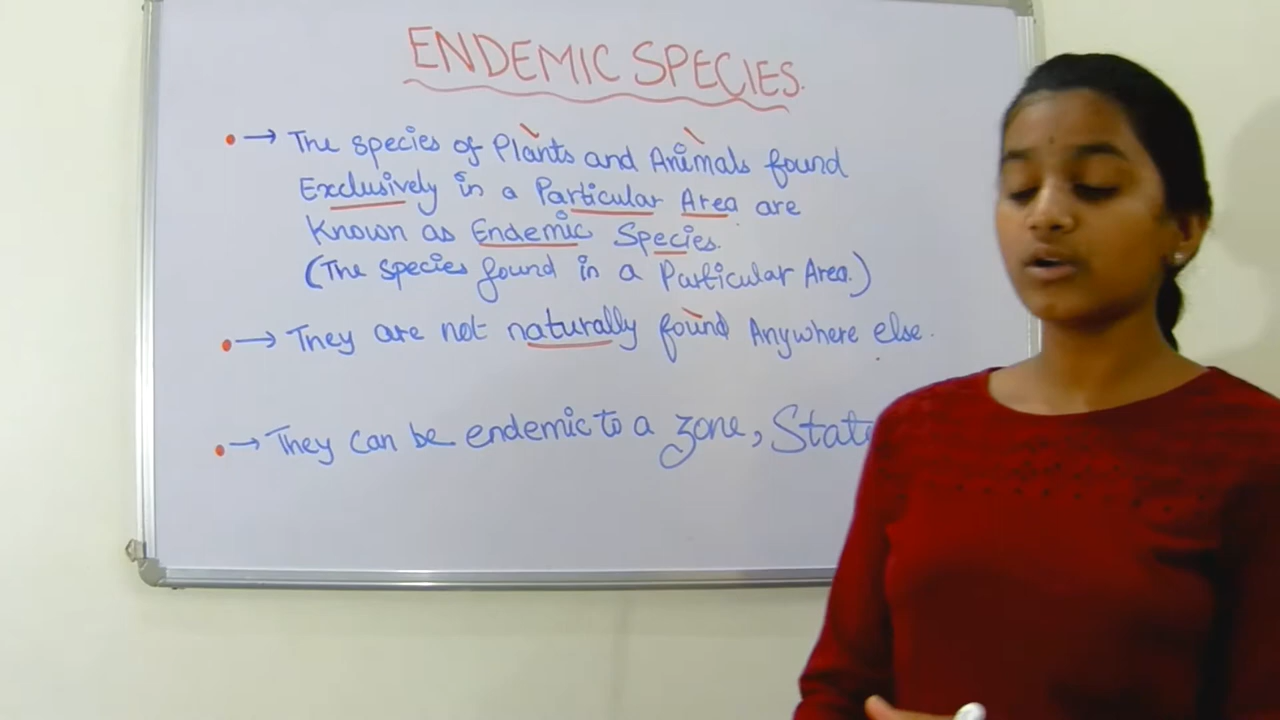 ENDEMIC SPECIES.
• → The species of Plants and Animals found
Exclusively in a Particular Area are
Known as Endemic Species.
(The species found in a Particular Area.)
• → They are not naturally found Anywhere else.
• → They can be endemic to a zone, State